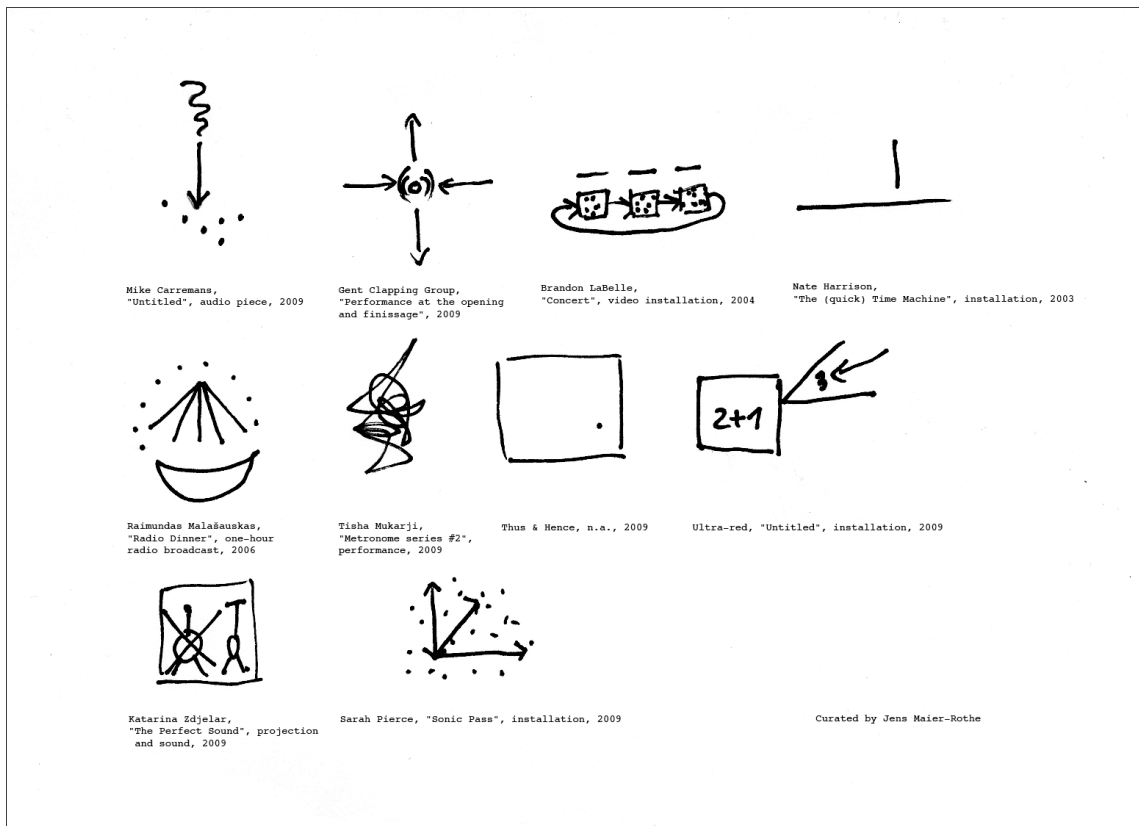 Mike Carremans,
"Untitled", audio piece, 2009
Gent Clapping Group,
"Performance at the opening
and finissage", 2009
Brandon LaBelle,
"Concert", video installation, 2004
Nate Harrison,
"The (quick) Time Machine", installation, 2003
2+1
3
Raimundas Malašauskas,
"Radio Dinner", one-hour
radio broadcast, 2006
Tisha Mukarji,
"Metronome series #2",
performance, 2009
Thus & Hence, n.a., 2009
Ultra-red, "Untitled", installation, 2009
Katarina Zdjelar,
"The Perfect Sound", projection
and sound, 2009
Sarah Pierce, "Sonic Pass", installation, 2009
Curated by Jens Maier-Rothe